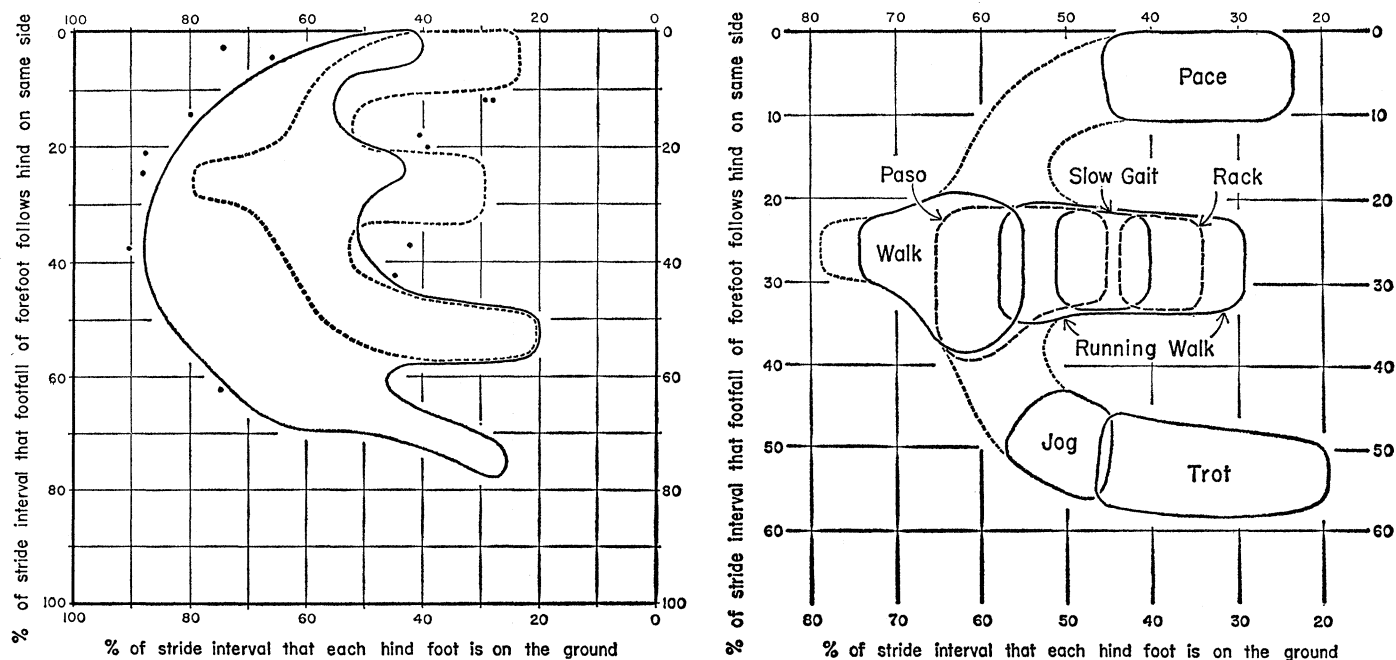 % of stride interval that footfall of forefoot follows hind on same side
100 80 60 40 20 0
0 0
20 20
40 40
60 60
80 80
100 100
100 80 60 40 20 0
% of stride interval that each hind foot is on the ground
% of stride interval that footfall of forefoot follows hind on same side
80 70 60 50 40 30 20
0 0
Pace
10 10
Paso Slow Gait Rack
20 20
Walk
30 30
Running Walk
40 40
Jog
50 50
Trot
60 60
80 70 60 50 40 30 20
% of stride interval that each hind foot is on the ground